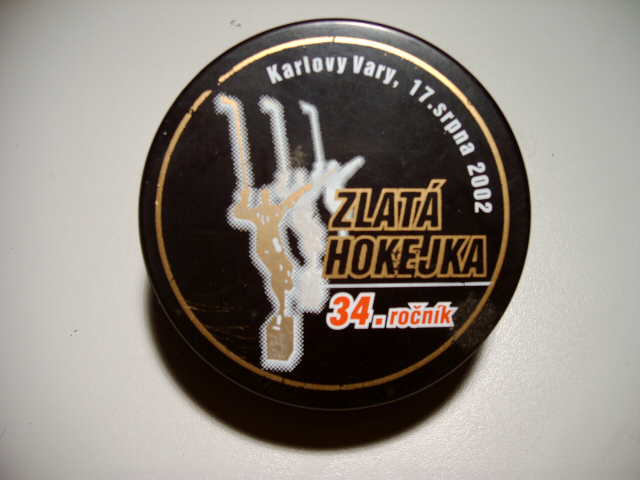 Karlovy Vary, 17.srpna 2002
ZLATÁ
HOKEJKA
34. ročník